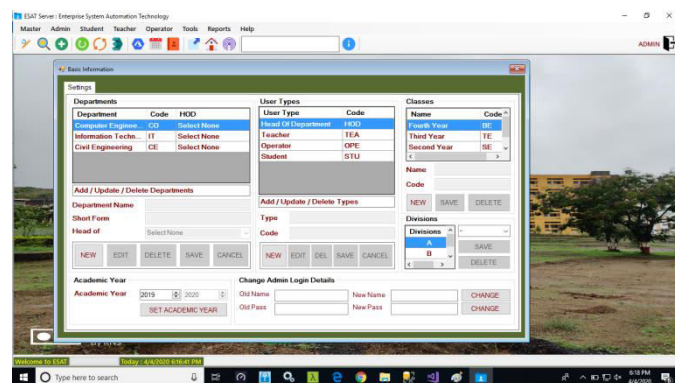 ESAT Server : Enterprise System Automation Technology
Master Admin Student Teacher Operator Tools Reports Help
ADMIN
Basic Information
Settings
Departments
Department Code HOD
Computer Enginee... CO Select None
Information Techn... IT Select None
Civil Engineering CE Select None
Add / Update / Delete Departments
Department Name
Short Form
Head of Select None
NEW EDIT DELETE SAVE CANCEL
User Types
User Type Code
Head Of Department HOD
Teacher TEA
Operator OPE
Student STU
Add / Update / Delete Types
Type
Code
NEW EDIT DEL SAVE CANCEL
Classes
Name Code
Fourth Year BE
Third Year TE
Second Year SE
Name
Code
NEW SAVE DELETE
Divisions
Divisions
A
B
SAVE
DELETE
Academic Year
Academic Year 2019 2020
SET ACADEMIC YEAR
Change Admin Login Details
Old Name New Name CHANGE
Old Pass New Pass CHANGE
Welcome to ESAT Today : 4/4/2020 6:16:41 PM
Type here to search
6:18 PM
4/4/2020